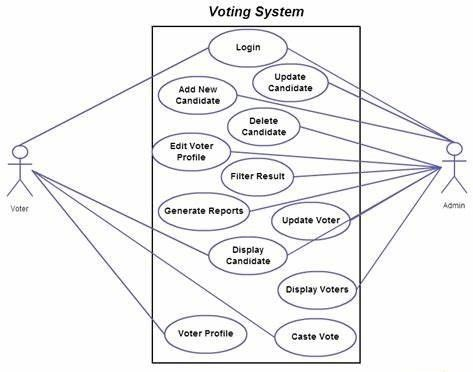 Voting System
Login
Update
Candidate
Add New
Candidate
Delete
Candidate
Edit Voter
Profile
Filter Result
Generate Reports
Update Voter
Display
Candidate
Display Voters
Voter Profile
Caste Vote
Voter
Admin